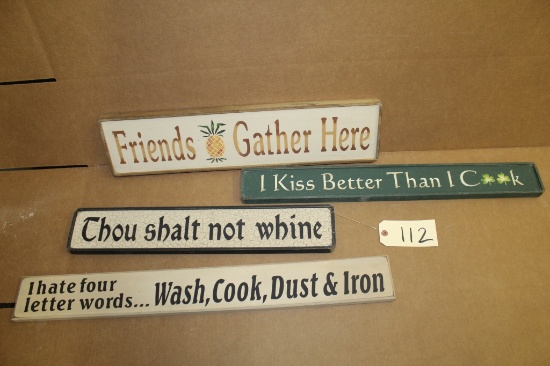 Friends Gather Here
I Kiss Better Than I C k
Thou shalt not whine
112
I hate four
letter words... Wash, Cook, Dust & Iron